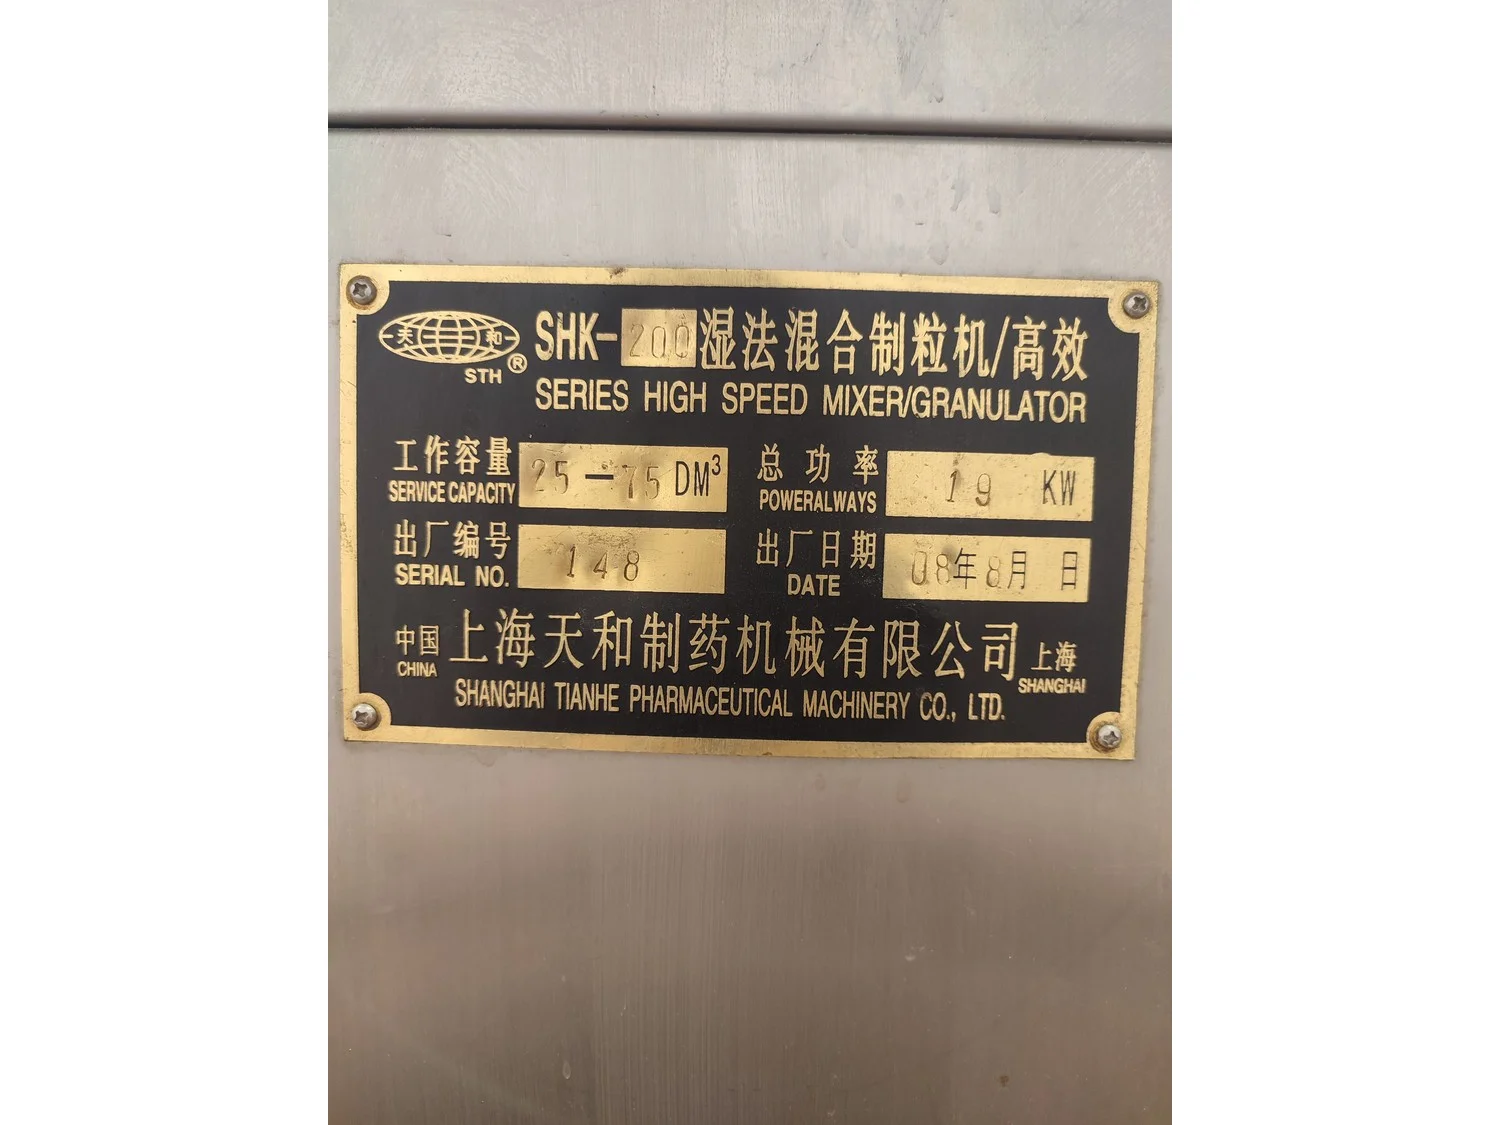 天和
STH®
SHK-200湿法混合制粒机/高效
SERIES HIGH SPEED MIXER/GRANULATOR
工作容量 25-75 DM³ 总功率 19 KW
SERVICE CAPACITY POWERALWAYS
出厂编号 148 出厂日期 08年8月 日
SERIAL NO. DATE
中国 上海天和制药机械有限公司 上海
CHINA SHANGHAI TIANHE PHARMACEUTICAL MACHINERY CO., LTD. SHANGHAI